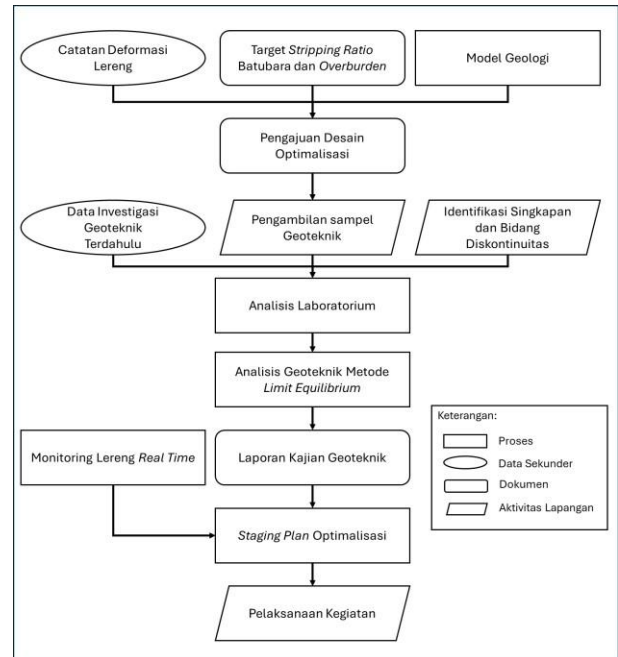 Catatan Deformasi
Lereng
Target Stripping Ratio
Batubara dan Overburden
Model Geologi
Pengajuan Desain
Optimalisasi
Data Investigasi
Geoteknik
Terdahulu
Pengambilan sampel
Geoteknik
Identifikasi Singkapan
dan Bidang
Diskontinuitas
Analisis Laboratorium
Analisis Geoteknik Metode
Limit Equilibrium
Monitoring Lereng Real Time
Laporan Kajian Geoteknik
Staging Plan Optimalisasi
Pelaksanaan Kegiatan
Keterangan:
Proses
Data Sekunder
Dokumen
Aktivitas Lapangan